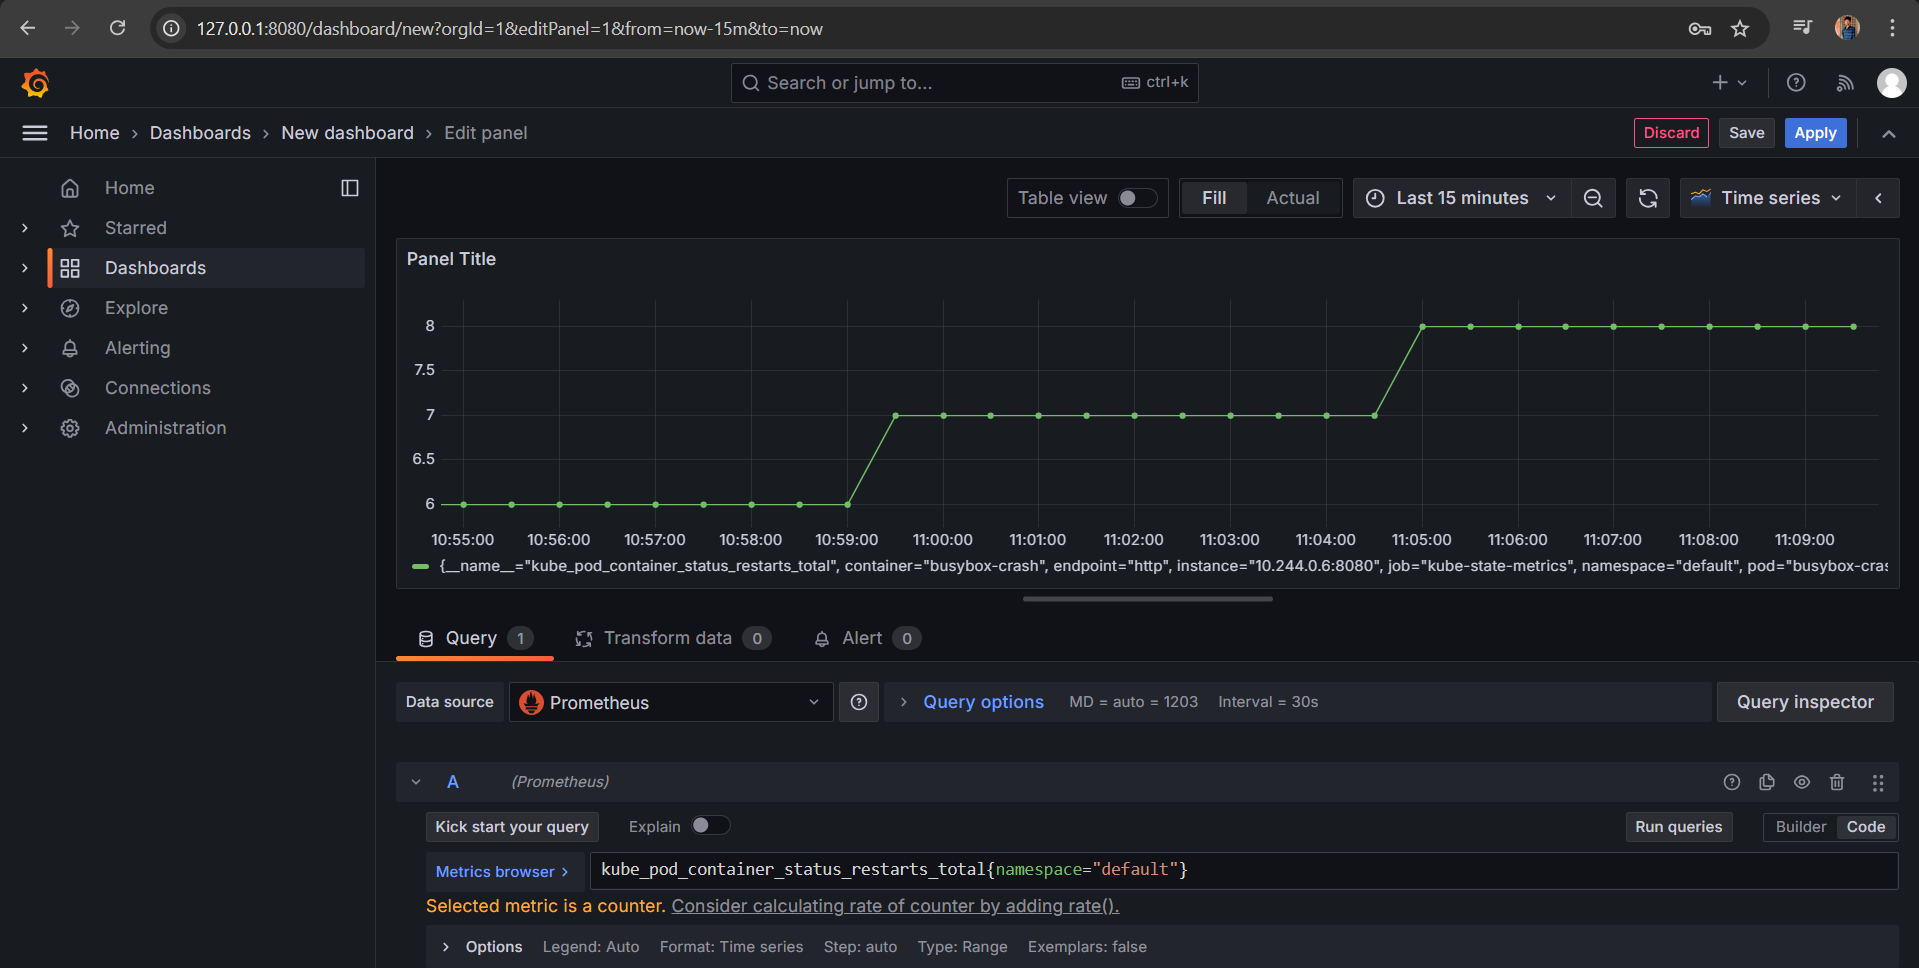 127.0.0.1:8080/dashboard/new?orgId=1&editPanel=1&from=now-15m&to=now
Search or jump to... ctrl+k
Home › Dashboards › New dashboard › Edit panel
Discard Save Apply
Home
Starred
Dashboards
Explore
Alerting
Connections
Administration
Table view Fill Actual Last 15 minutes Time series
Panel Title
8
7.5
7
6.5
6
10:55:00 10:56:00 10:57:00 10:58:00 10:59:00 11:00:00 11:01:00 11:02:00 11:03:00 11:04:00 11:05:00 11:06:00 11:07:00 11:08:00 11:09:00
{__name__="kube_pod_container_status_restarts_total", container="busybox-crash", endpoint="http", instance="10.244.0.6:8080", job="kube-state-metrics", namespace="default", pod="busybox-cras
Query 1 Transform data 0 Alert 0
Data source Prometheus Query options MD = auto = 1203 Interval = 30s Query inspector
A (Prometheus)
Kick start your query Explain Run queries Builder Code
Metrics browser › kube_pod_container_status_restarts_total{namespace="default"}
Selected metric is a counter. Consider calculating rate of counter by adding rate().
Options Legend: Auto Format: Time series Step: auto Type: Range Exemplars: false